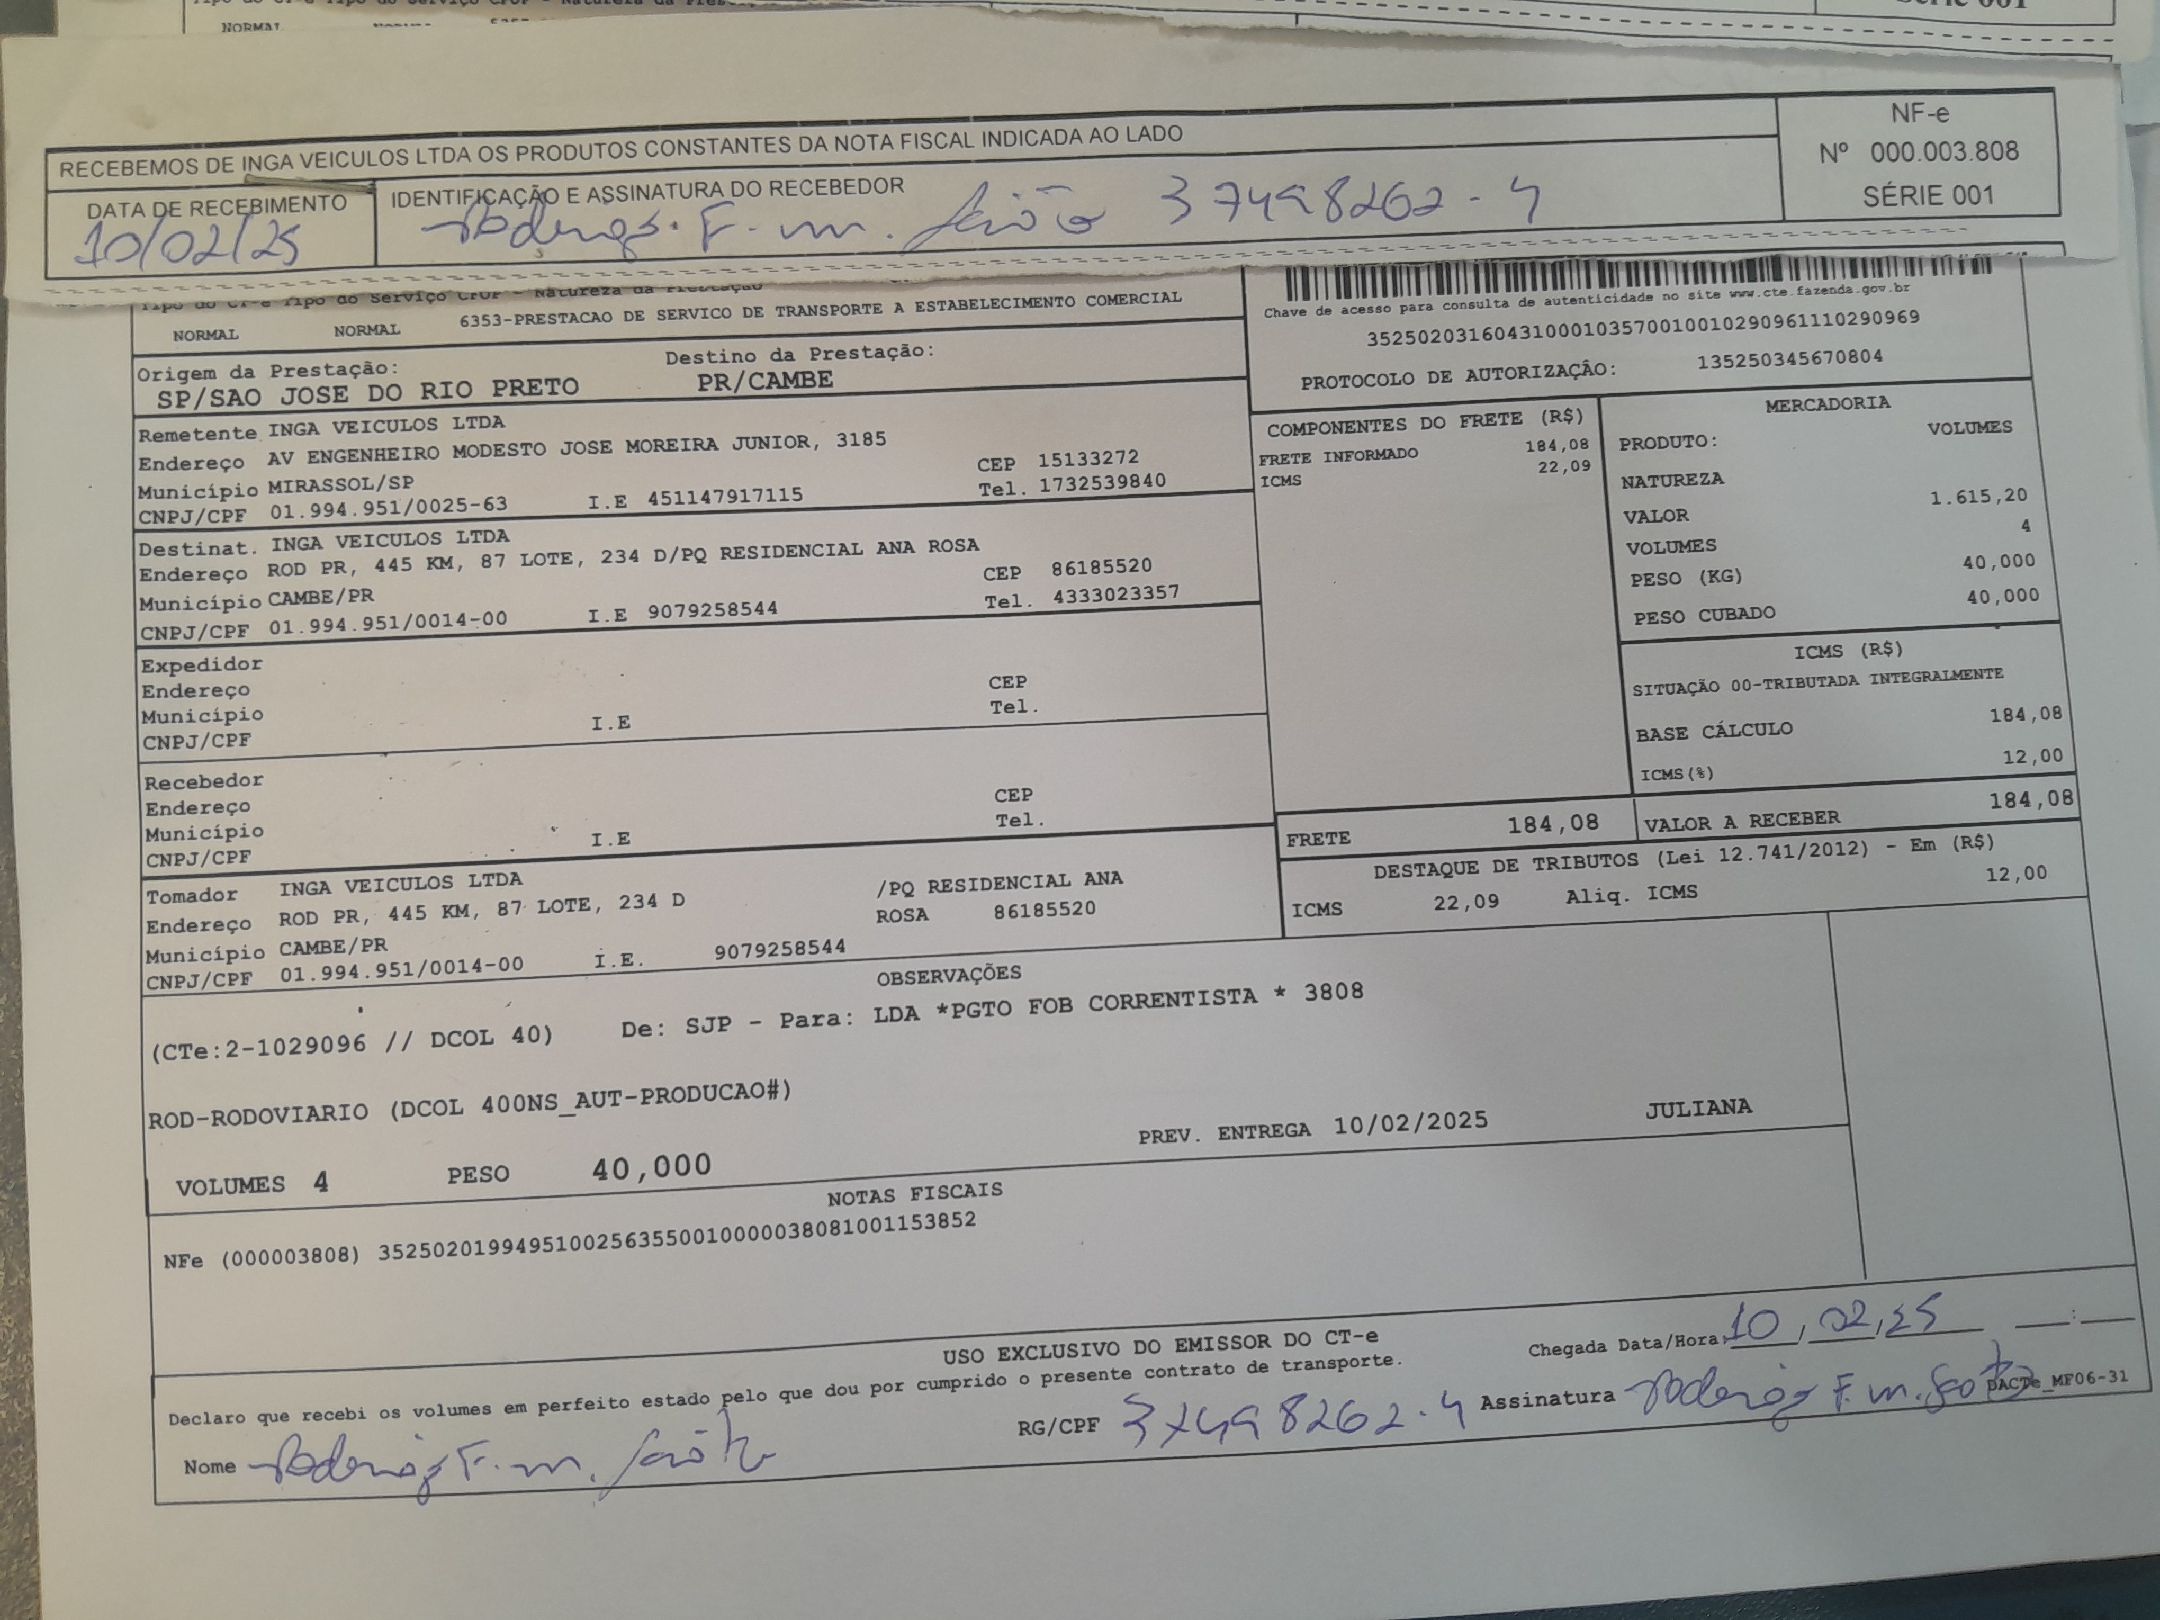 NORMAL
Série 001
RECEBEMOS DE INGA VEICULOS LTDA OS PRODUTOS CONSTANTES DA NOTA FISCAL INDICADA AO LADO
NF-e
Nº 000.003.808
SÉRIE 001
DATA DE RECEBIMENTO
10/02/25
IDENTIFICAÇÃO E ASSINATURA DO RECEBEDOR
F. m. 37498262-4
Tipo do CT-e Tipo do Serviço CFOP - Natureza da Prestação
NORMAL NORMAL 6353-PRESTACAO DE SERVICO DE TRANSPORTE A ESTABELECIMENTO COMERCIAL
Chave de acesso para consulta de autenticidade no site www.cte.fazenda.gov.br
35250203160431000103570010010290961110290969
PROTOCOLO DE AUTORIZAÇÃO: 135250345670804
Origem da Prestação: Destino da Prestação:
SP/SAO JOSE DO RIO PRETO PR/CAMBE
Remetente INGA VEICULOS LTDA
Endereço AV ENGENHEIRO MODESTO JOSE MOREIRA JUNIOR, 3185
Município MIRASSOL/SP CEP 15133272
CNPJ/CPF 01.994.951/0025-63 I.E 451147917115 Tel. 1732539840
Destinat. INGA VEICULOS LTDA
Endereço ROD PR, 445 KM, 87 LOTE, 234 D/PQ RESIDENCIAL ANA ROSA
Município CAMBE/PR CEP 86185520
CNPJ/CPF 01.994.951/0014-00 I.E 9079258544 Tel. 4333023357
Expedidor
Endereço
Município CEP
CNPJ/CPF I.E Tel.
Recebedor
Endereço
Município CEP
CNPJ/CPF I.E Tel.
Tomador INGA VEICULOS LTDA
Endereço ROD PR, 445 KM, 87 LOTE, 234 D /PQ RESIDENCIAL ANA
ROSA 86185520
Município CAMBE/PR
CNPJ/CPF 01.994.951/0014-00 I.E. 9079258544
COMPONENTES DO FRETE (R$)
FRETE INFORMADO 184,08
ICMS 22,09
MERCADORIA
PRODUTO: VOLUMES
NATUREZA
VALOR 1.615,20
VOLUMES 4
PESO (KG) 40,000
PESO CUBADO 40,000
ICMS (R$)
SITUAÇÃO 00-TRIBUTADA INTEGRALMENTE
BASE CÁLCULO 184,08
ICMS(%) 12,00
FRETE 184,08 VALOR A RECEBER 184,08
DESTAQUE DE TRIBUTOS (Lei 12.741/2012) - Em (R$)
ICMS 22,09 Aliq. ICMS 12,00
OBSERVAÇÕES
(CTe:2-1029096 // DCOL 40) De: SJP - Para: LDA *PGTO FOB CORRENTISTA * 3808
ROD-RODOVIARIO (DCOL 400NS_AUT-PRODUCAO#)
VOLUMES 4 PESO 40,000 PREV. ENTREGA 10/02/2025 JULIANA
NOTAS FISCAIS
NFe (000003808) 35250201994951002563550010000038081001153852
USO EXCLUSIVO DO EMISSOR DO CT-e
Declaro que recebi os volumes em perfeito estado pelo que dou por cumprido o presente contrato de transporte.
Chegada Data/Hora 10/02/25 __:__
Nome F. m.
RG/CPF 37498262-4 Assinatura F. m.
DACTe_MF06-31